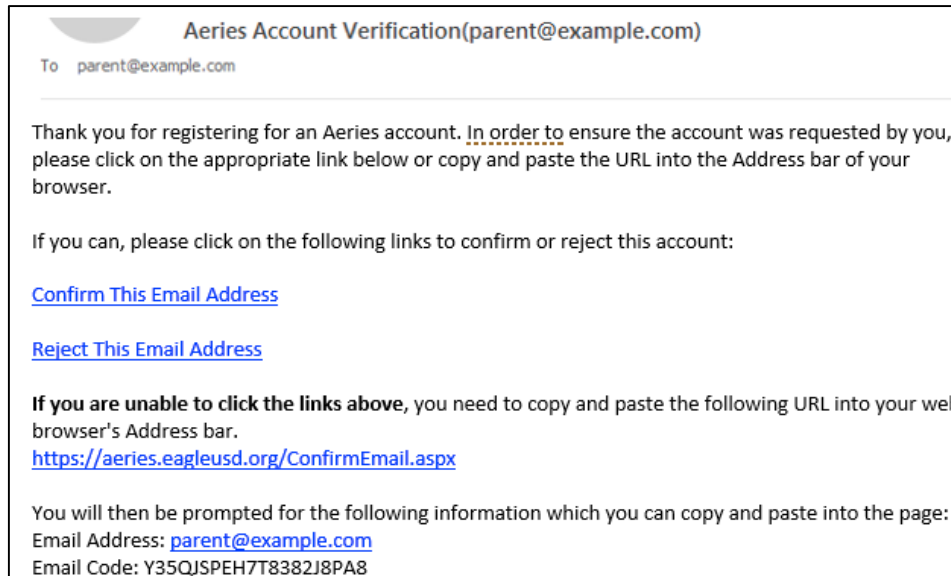 Aeries Account Verification(parent@example.com)
To parent@example.com
Thank you for registering for an Aeries account. In order to ensure the account was requested by you,
please click on the appropriate link below or copy and paste the URL into the Address bar of your
browser.
If you can, please click on the following links to confirm or reject this account:
Confirm This Email Address
Reject This Email Address
If you are unable to click the links above, you need to copy and paste the following URL into your we
browser's Address bar.
https://aeries.eagleusd.org/ConfirmEmail.aspx
You will then be prompted for the following information which you can copy and paste into the page:
Email Address: parent@example.com
Email Code: Y35QJSPEH7T8382J8PA8